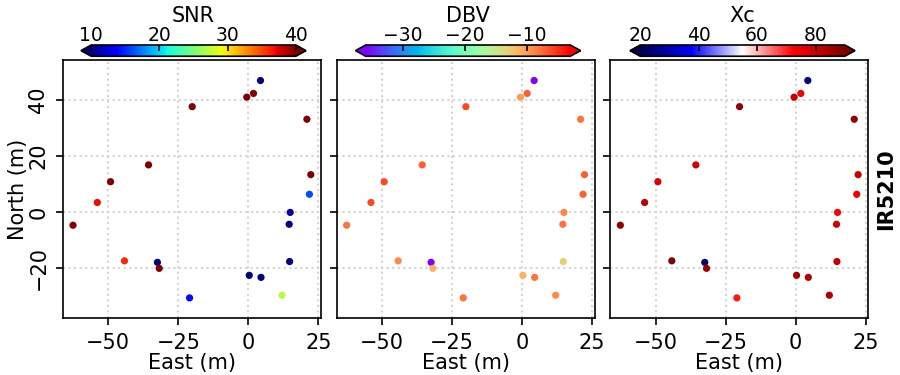 SNR DBV Xc
10 20 30 40 −30 −20 −10 20 40 60 80
North (m)
40
20
0
−20
−50 −25 0 25 −50 −25 0 25 −50 −25 0 25
East (m) East (m) East (m)
IR5210